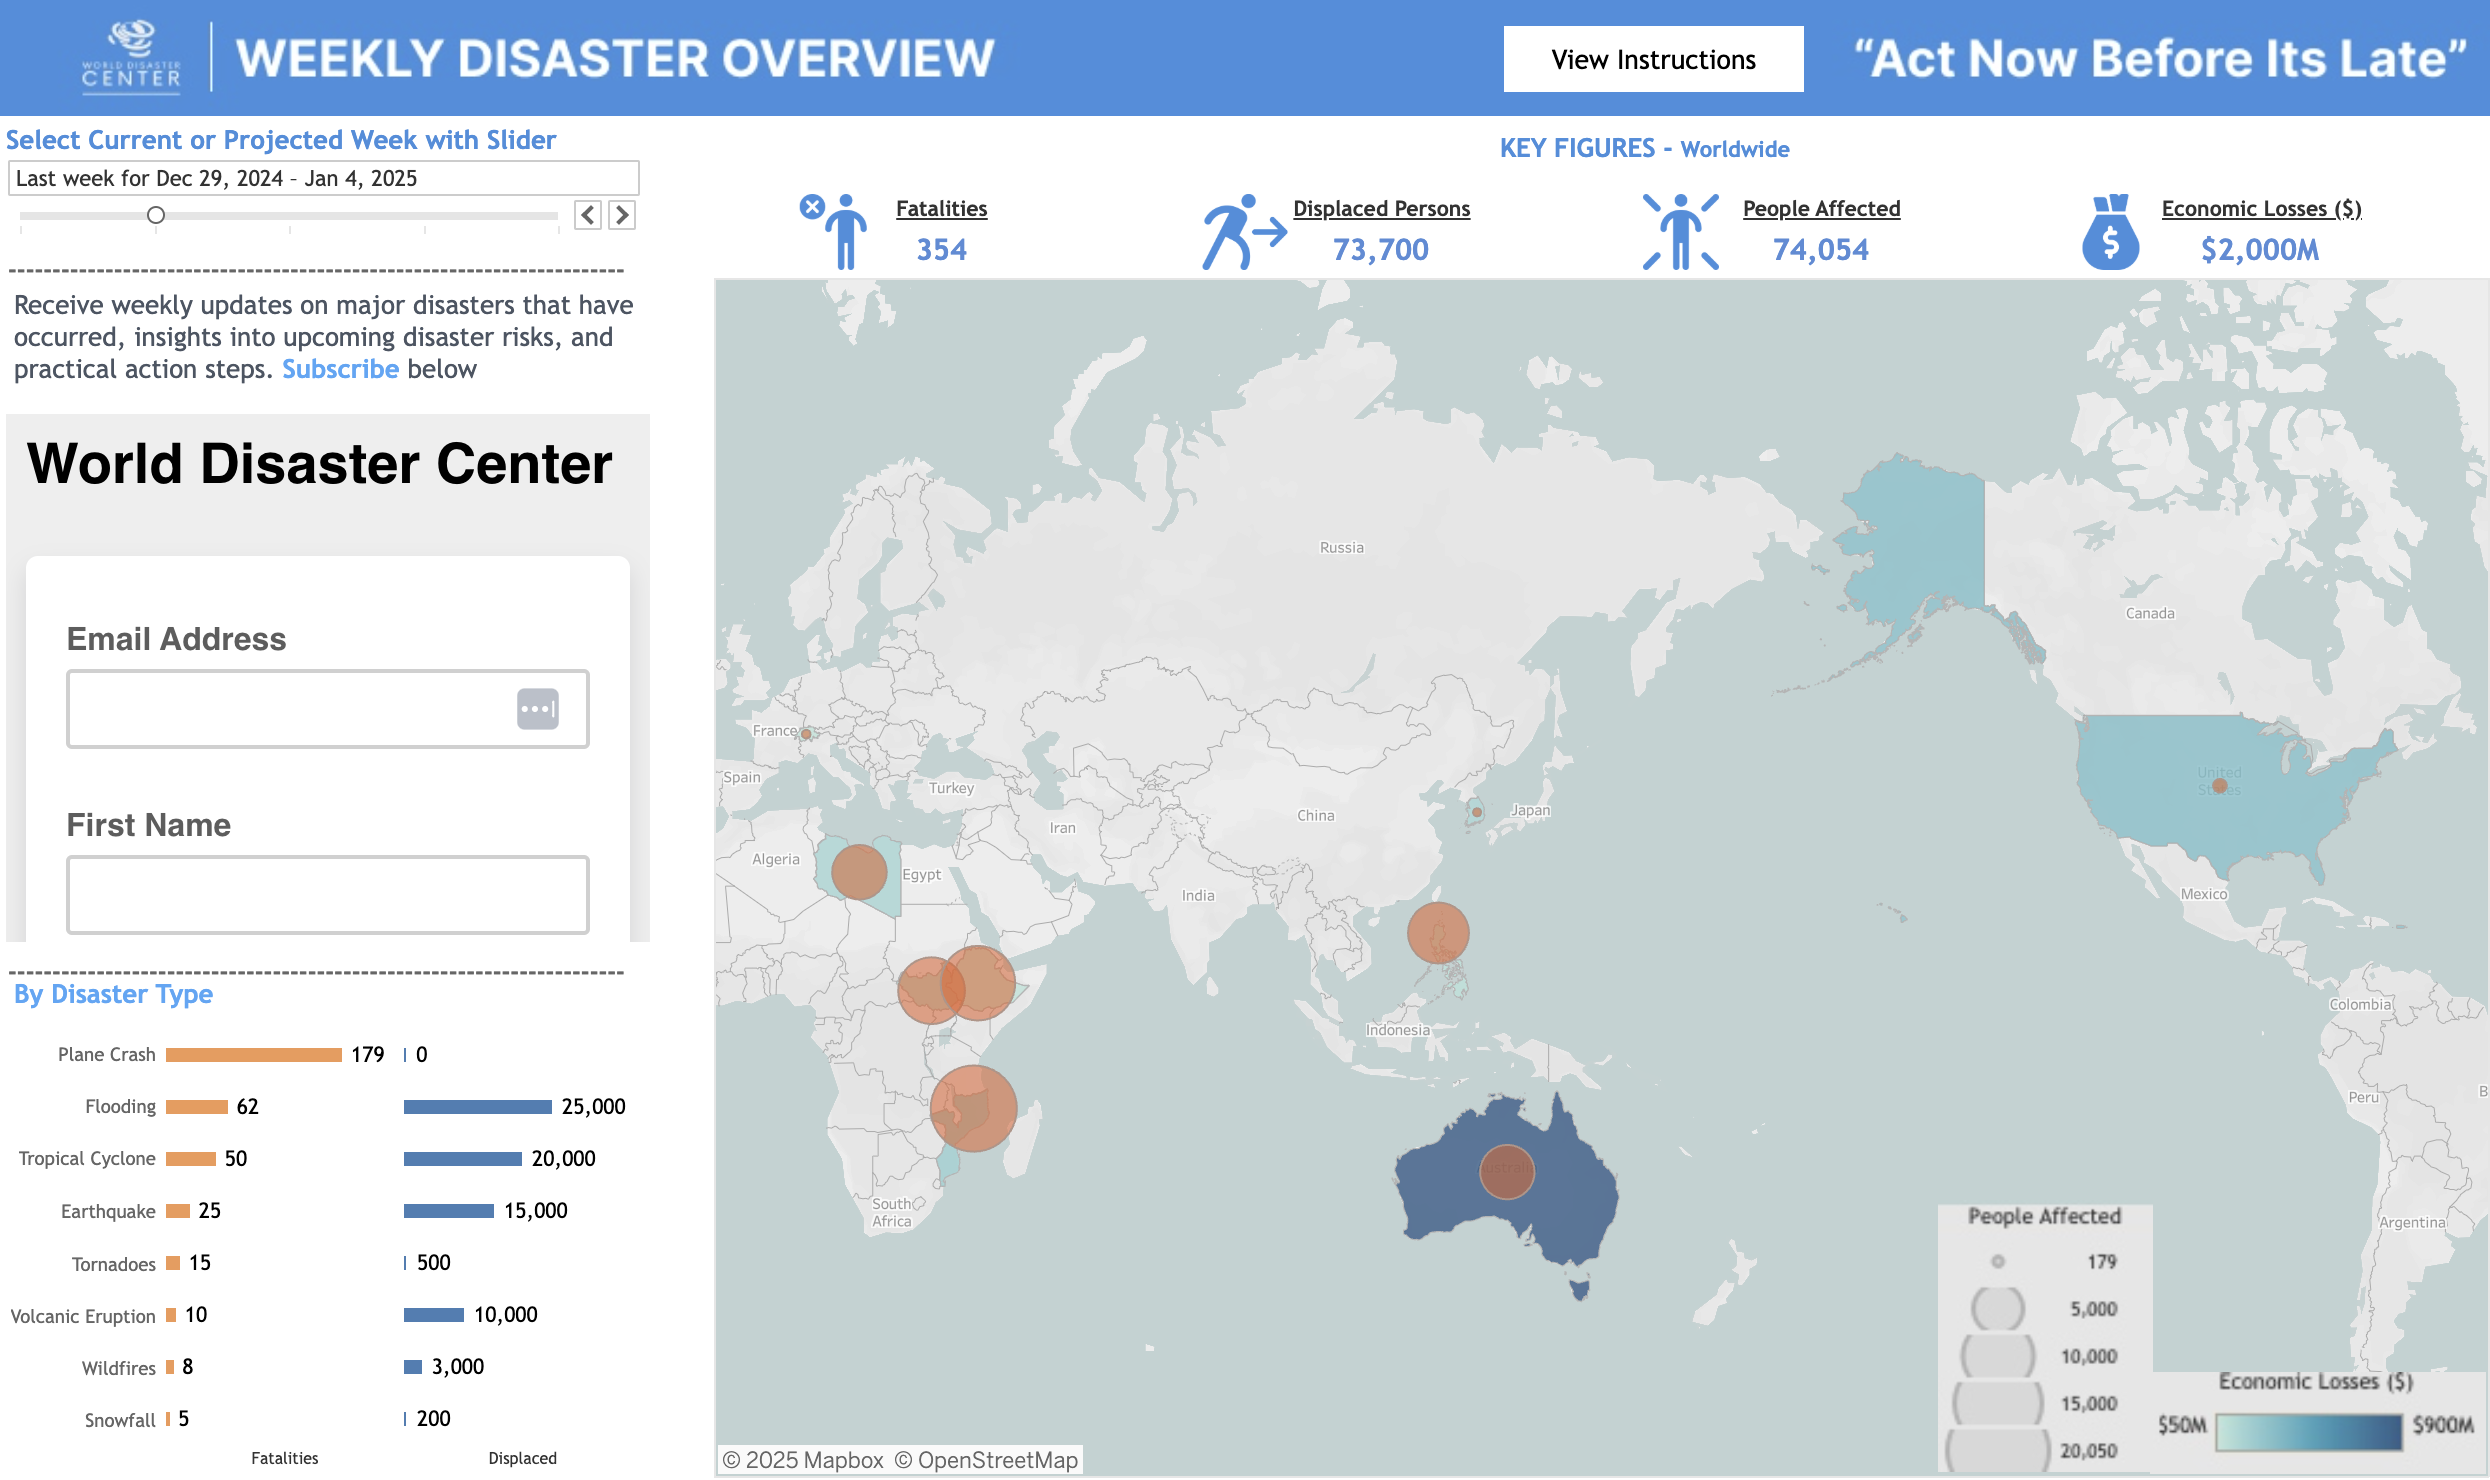 WORLD DISASTER
CENTER
WEEKLY DISASTER OVERVIEW
View Instructions
“Act Now Before Its Late”
Select Current or Projected Week with Slider
Last week for Dec 29, 2024 - Jan 4, 2025
Receive weekly updates on major disasters that have
occurred, insights into upcoming disaster risks, and
practical action steps. Subscribe below
World Disaster Center
Email Address
First Name
By Disaster Type
Plane Crash 179 0
Flooding 62 25,000
Tropical Cyclone 50 20,000
Earthquake 25 15,000
Tornadoes 15 500
Volcanic Eruption 10 10,000
Wildfires 8 3,000
Snowfall 5 200
Fatalities Displaced
KEY FIGURES - Worldwide
Fatalities
354
Displaced Persons
73,700
People Affected
74,054
Economic Losses ($)
$2,000M
Russia
Canada
France
Spain
Turkey
United
States
Iran
China
Japan
Algeria
Egypt
India
Mexico
Colombia
Indonesia
Peru
B
Australia
South
Africa
Argentina
People Affected
179
5,000
10,000
15,000
20,050
Economic Losses ($)
$50M $900M
© 2025 Mapbox © OpenStreetMap